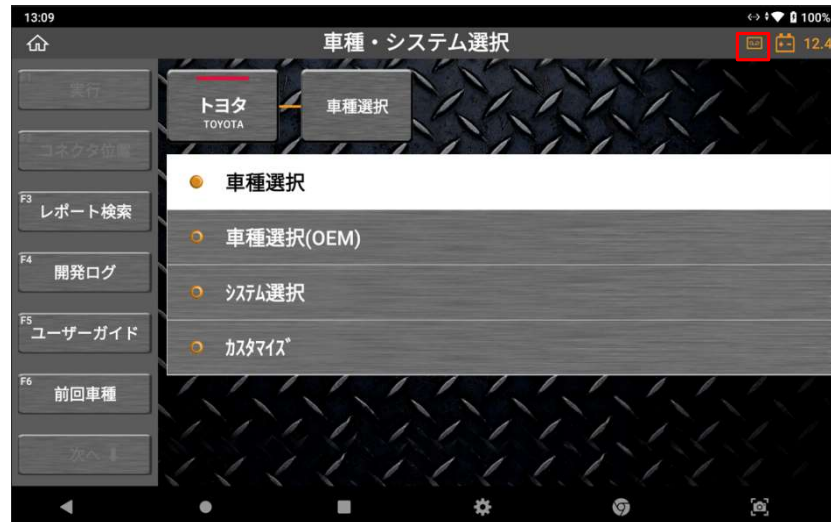 13:09
100%
車種・システム選択
12.4
F1
実行
トヨタ
TOYOTA
車種選択
コネクタ位置
車種選択
F3
レポート検索
車種選択(OEM)
F4
開発ログ
ｼｽﾃﾑ選択
F5
ユーザーガイド
ｶｽﾀﾏｲｽﾞ
F6
前回車種
次へ ⬇